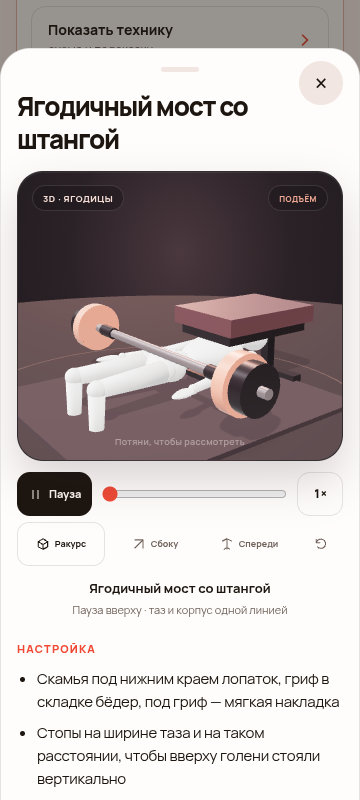 Показать технику
Ягодичный мост со
штангой
3D · ЯГОДИЦЫ
ПОДЪЁМ
Потяни, чтобы рассмотреть
Пауза
1×
Ракурс
Сбоку
Спереди
Ягодичный мост со штангой
Пауза вверху · таз и корпус одной линией
НАСТРОЙКА
• Скамья под нижним краем лопаток, гриф в
складке бёдер, под гриф — мягкая накладка
• Стопы на ширине таза и на таком
расстоянии, чтобы вверху голени стояли
вертикально